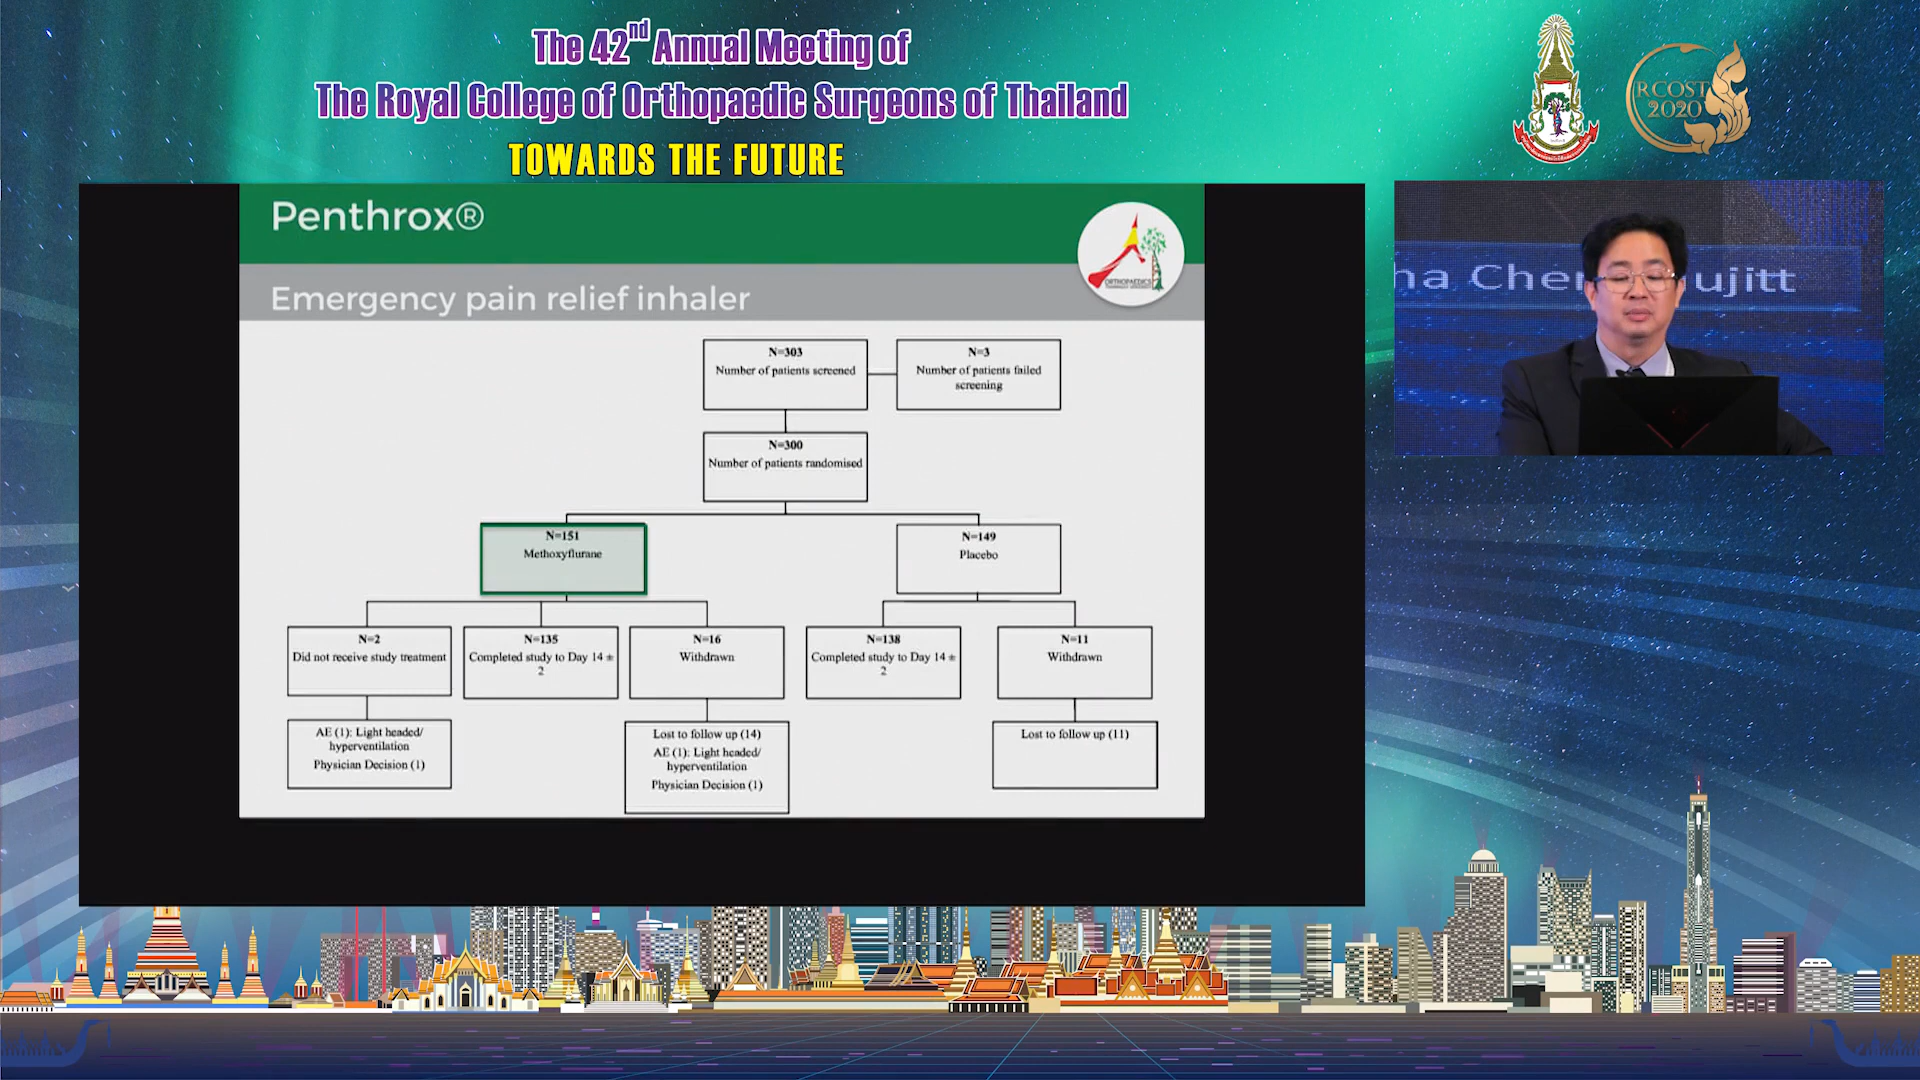 The 42nd Annual Meeting of
The Royal College of Orthopaedic Surgeons of Thailand
TOWARDS THE FUTURE
RCOST
2020
Penthrox®
Emergency pain relief inhaler
ORTHOPAEDICS
ha Cher ujitt
N=303
Number of patients screened
N=3
Number of patients failed
screening
N=300
Number of patients randomised
N=151
Methoxyflurane
N=149
Placebo
N=2
Did not receive study treatment
N=135
Completed study to Day 14 ±
2
N=16
Withdrawn
N=138
Completed study to Day 14 ±
2
N=11
Withdrawn
AE (1): Light headed/
hyperventilation
Physician Decision (1)
Lost to follow up (14)
AE (1): Light headed/
hyperventilation
Physician Decision (1)
Lost to follow up (11)